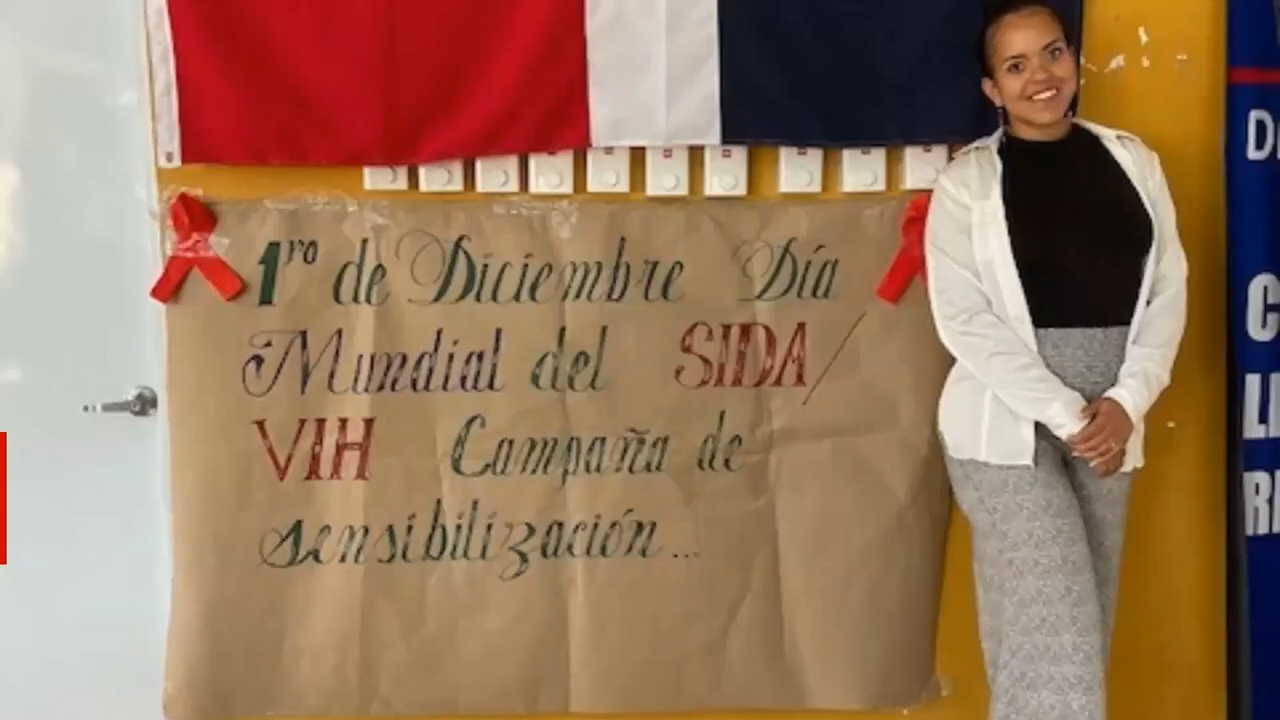 1ro de Diciembre Día
Mundial del SIDA/
VIH Campaña de
sensibilización...
D
C
L
R